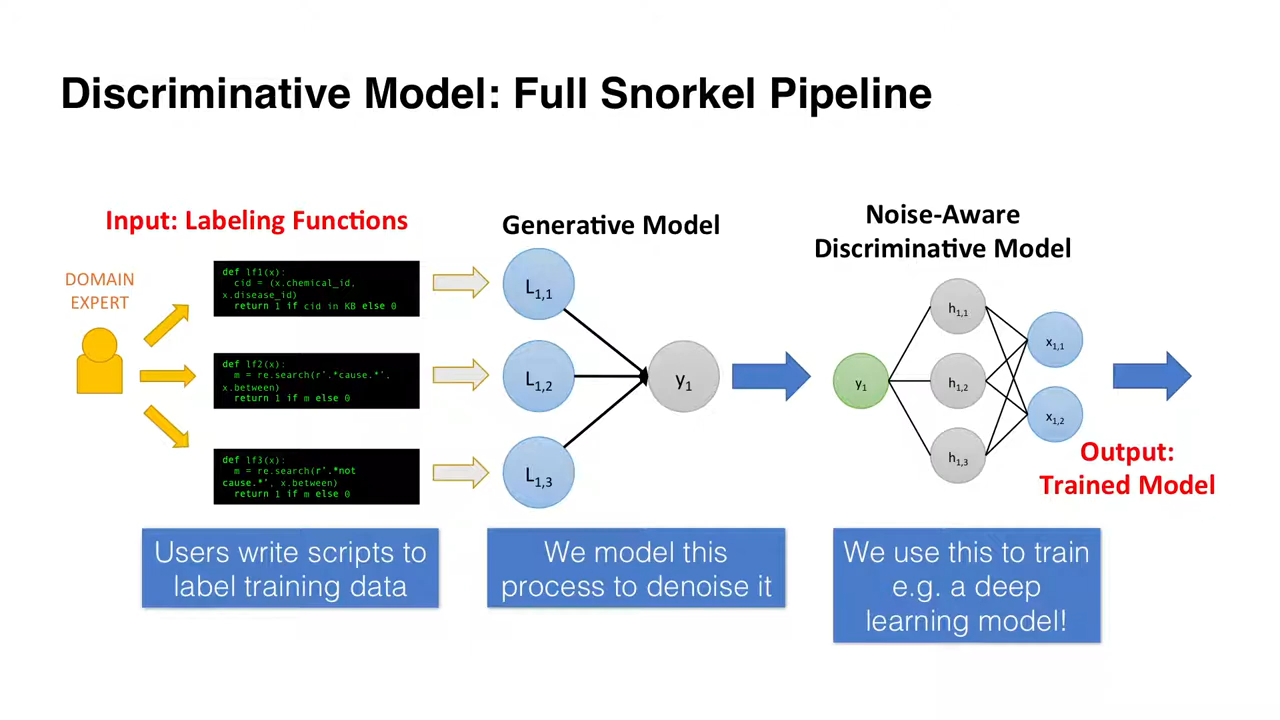 Discriminative Model: Full Snorkel Pipeline
Input: Labeling Functions
Generative Model
Noise-Aware
Discriminative Model
DOMAIN
EXPERT
def lf1(x):
cid = (x.chemical_id,
x.disease_id)
return 1 if cid in KB else 0
def lf2(x):
m = re.search(r'.*cause.*',
x.between)
return 1 if m else 0
def lf3(x):
m = re.search(r'.*not
cause.*', x.between)
return 1 if m else 0
L1,1
L1,2
L1,3
y1
y1
h1,1
h1,2
h1,3
x1,1
x1,2
Output:
Trained Model
Users write scripts to
label training data
We model this
process to denoise it
We use this to train
e.g. a deep
learning model!